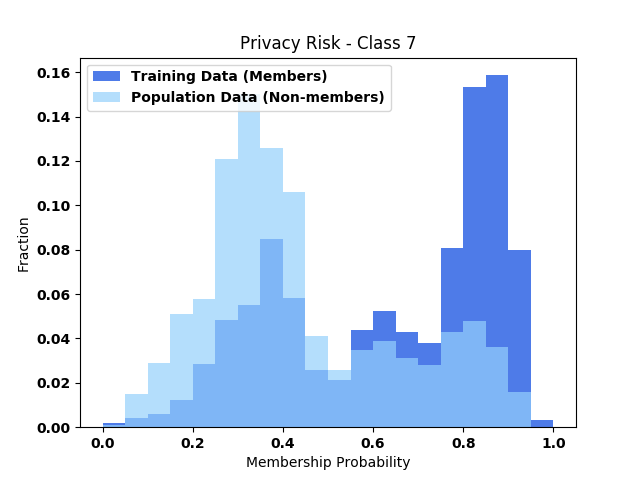 Privacy Risk - Class 7
Training Data (Members)
Population Data (Non-members)
0.16
0.14
0.12
0.10
0.08
0.06
0.04
0.02
0.00
Fraction
0.0 0.2 0.4 0.6 0.8 1.0
Membership Probability